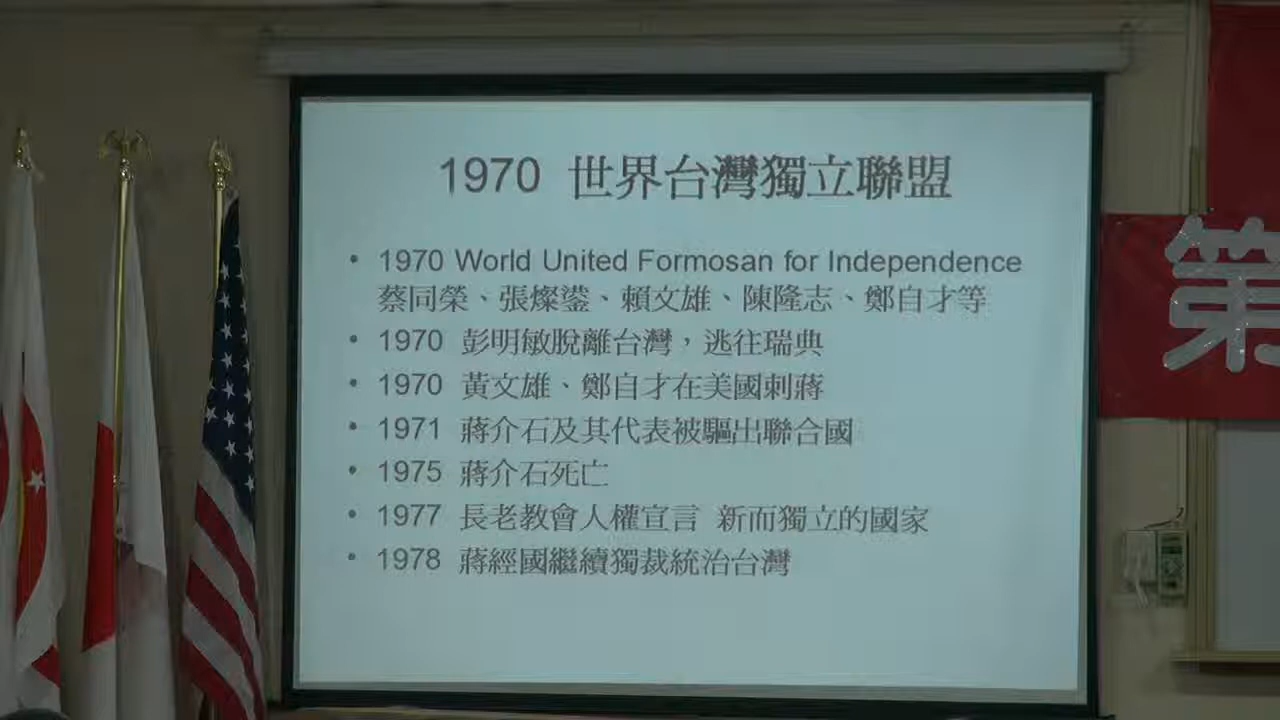 1970 世界台灣獨立聯盟
• 1970 World United Formosan for Independence
蔡同榮、張燦鍙、賴文雄、陳隆志、鄭自才等
• 1970 彭明敏脫離台灣，逃往瑞典
• 1970 黃文雄、鄭自才在美國刺蔣
• 1971 蔣介石及其代表被驅出聯合國
• 1975 蔣介石死亡
• 1977 長老教會人權宣言 新而獨立的國家
• 1978 蔣經國繼續獨裁統治台灣
第